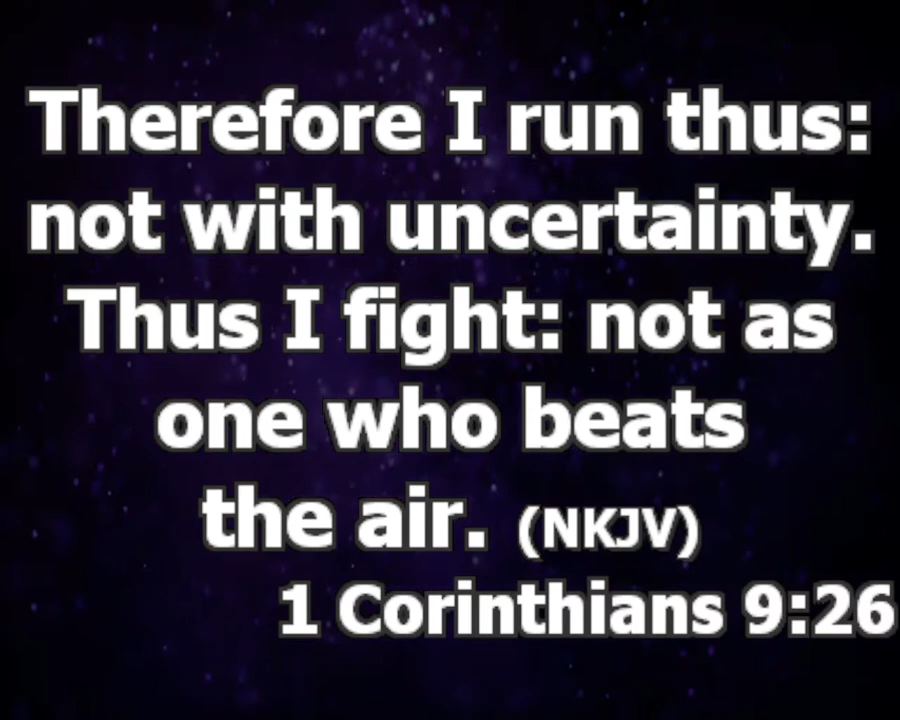 Therefore I run thus:
not with uncertainty.
Thus I fight: not as
one who beats
the air. (NKJV)
1 Corinthians 9:26